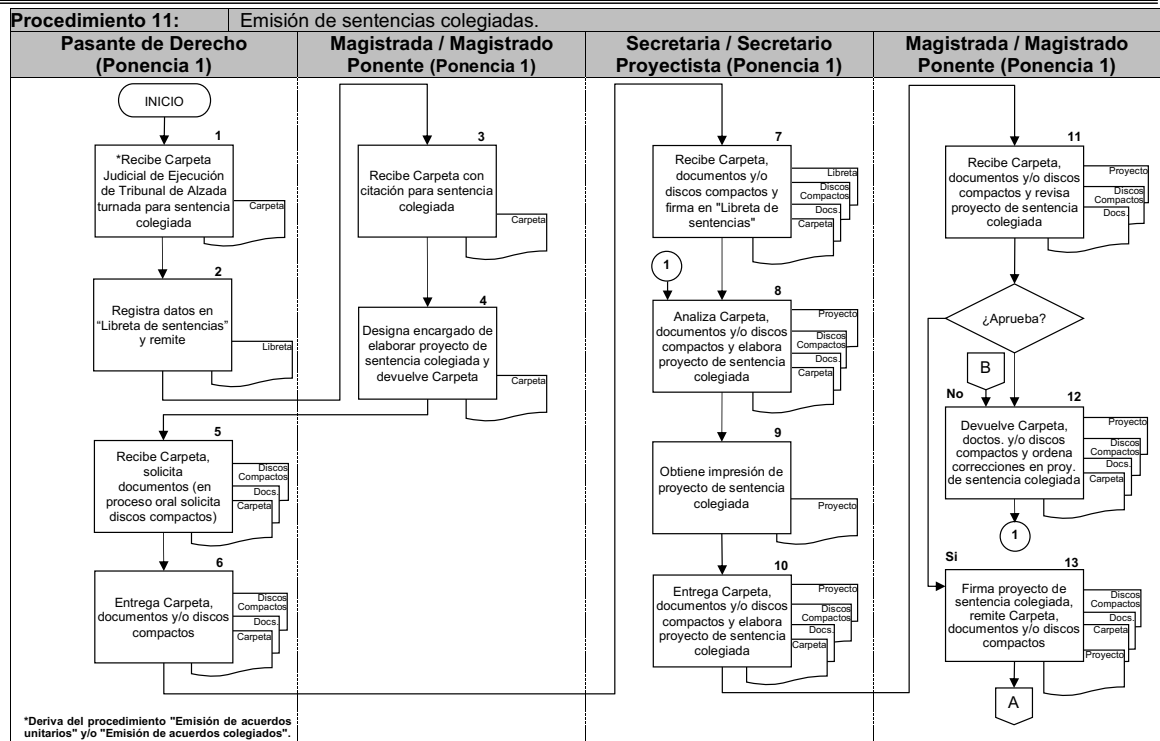 Procedimiento 11: Emisión de sentencias colegiadas.
Pasante de Derecho
(Ponencia 1)
Magistrada / Magistrado
Ponente (Ponencia 1)
Secretaria / Secretario
Proyectista (Ponencia 1)
Magistrada / Magistrado
Ponente (Ponencia 1)
INICIO
1
*Recibe Carpeta
Judicial de Ejecución
de Tribunal de Alzada
turnada para sentencia
colegiada
Carpeta
2
Registra datos en
“Libreta de sentencias”
y remite
Libreta
3
Recibe Carpeta con
citación para sentencia
colegiada
Carpeta
4
Designa encargado de
elaborar proyecto de
sentencia colegiada y
devuelve Carpeta
Carpeta
5
Recibe Carpeta,
solicita
documentos (en
proceso oral solicita
discos compactos)
Discos
Compactos
Docs.
Carpeta
6
Entrega Carpeta,
documentos y/o discos
compactos
Discos
Compactos
Docs.
Carpeta
*Deriva del procedimiento "Emisión de acuerdos
unitarios" y/o "Emisión de acuerdos colegiados".
7
Recibe Carpeta,
documentos y/o
discos compactos y
firma en "Libreta de
sentencias"
Libreta
Discos
Compactos
Docs.
Carpeta
1
8
Analiza Carpeta,
documentos y/o discos
compactos y elabora
proyecto de sentencia
colegiada
Proyecto
Discos
Compactos
Docs.
Carpeta
9
Obtiene impresión de
proyecto de sentencia
colegiada
Proyecto
10
Entrega Carpeta,
documentos y/o discos
compactos y elabora
proyecto de sentencia
colegiada
Proyecto
Discos
Compactos
Docs.
Carpeta
11
Recibe Carpeta,
documentos y/o discos
compactos y revisa
proyecto de sentencia
colegiada
Proyecto
Discos
Compactos
Docs.
¿Aprueba?
B
No
12
Devuelve Carpeta,
doctos. y/o discos
compactos y ordena
correcciones en proy.
de sentencia colegiada
Proyecto
Discos
Compactos
Docs.
Carpeta
1
Si
13
Firma proyecto de
sentencia colegiada,
remite Carpeta,
documentos y/o discos
compactos
Discos
Compactos
Docs.
Carpeta
Proyecto
A